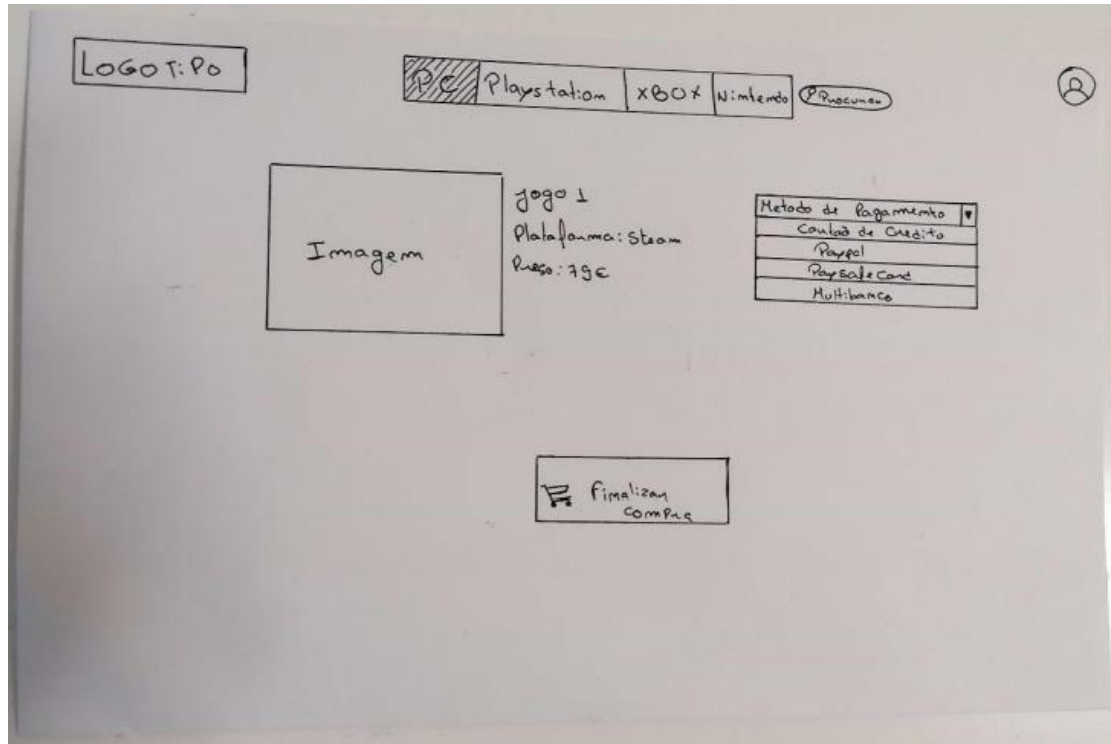 LOGOTiPO
PC
Playstation
XBOX
Nintendo
Procurar
Jogo 1
Plataforma: Steam
Preço: 79€
Imagem
Metodo de Pagamento
Cartão de Credito
Paypal
PaySafeCard
Multibanco
Finalizar
compra